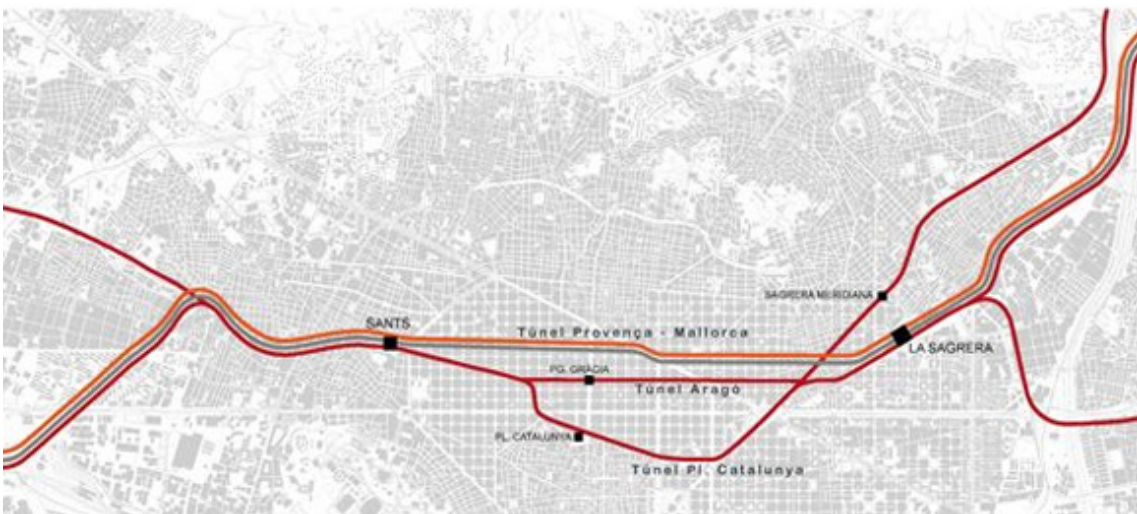 SAGRERA MERIDIANA
SANTS
Túnel Provença - Mallorca
LA SAGRERA
PG. GRÀCIA
Túnel Aragó
PL. CATALUNYA
Túnel Pl. Catalunya